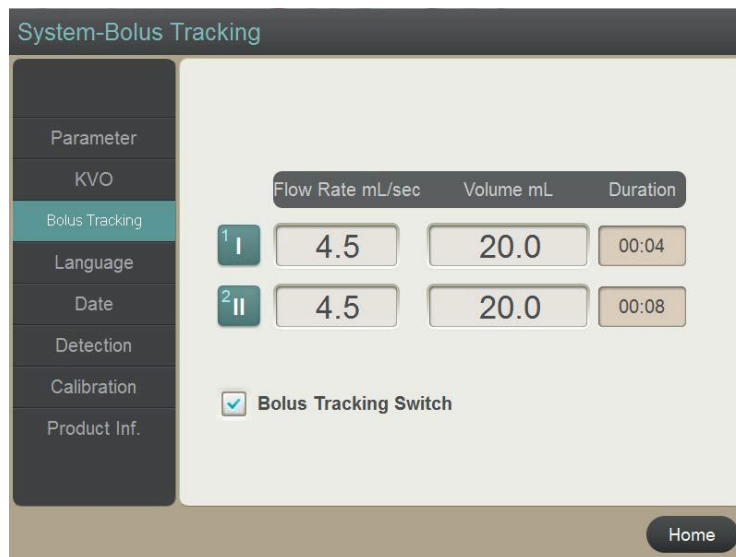 System-Bolus Tracking
Parameter
KVO
Bolus Tracking
Language
Date
Detection
Calibration
Product Inf.
Flow Rate mL/sec Volume mL Duration
1 I 4.5 20.0 00:04
2 II 4.5 20.0 00:08
Bolus Tracking Switch
Home